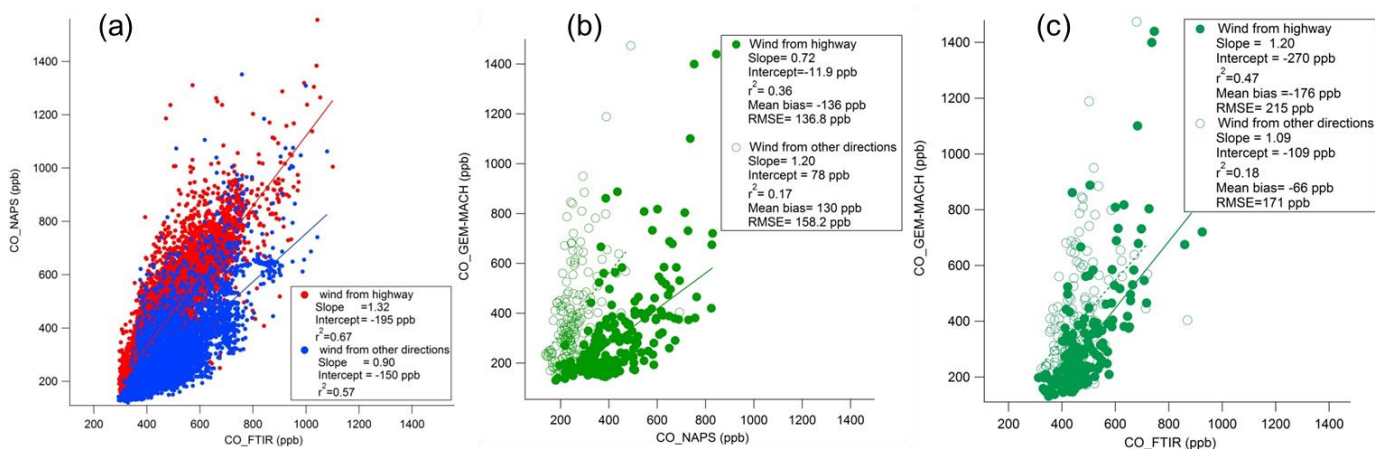 (a)
CO_NAPS (ppb)
1400
1200
1000
800
600
400
200
200
400
600
800
1000
1200
1400
CO_FTIR (ppb)
wind from highway
Slope =1.32
Intercept= -195 ppb
r2=0.67
wind from other directions
Slope = 0.90
Intercept = -150 ppb
r2=0.57
(b)
CO_GEM-MACH (ppb)
1400
1200
1000
800
600
400
200
200
400
600
800
1000
1200
1400
CO_NAPS (ppb)
Wind from highway
Slope= 0.72
Intercept=-11.9 ppb
r2= 0.36
Mean bias= -136 ppb
RMSE= 136.8 ppb
Wind from other directions
Slope= 1.20
Intercept = 78 ppb
r2= 0.17
Mean bias= 130 ppb
RMSE= 158.2 ppb
(c)
CO_GEM-MACH (ppb)
1400
1200
1000
800
600
400
200
200
400
600
800
1000
1200
1400
CO_FTIR (ppb)
Wind from highway
Slope = 1.20
Intercept = -270 ppb
r2=0.47
Mean bias= -176 ppb
RMSE= 215 ppb
Wind from other directions
Slope = 1.09
Intercept = -109 ppb
r2=0.18
Mean bias= -66 ppb
RMSE=171 ppb